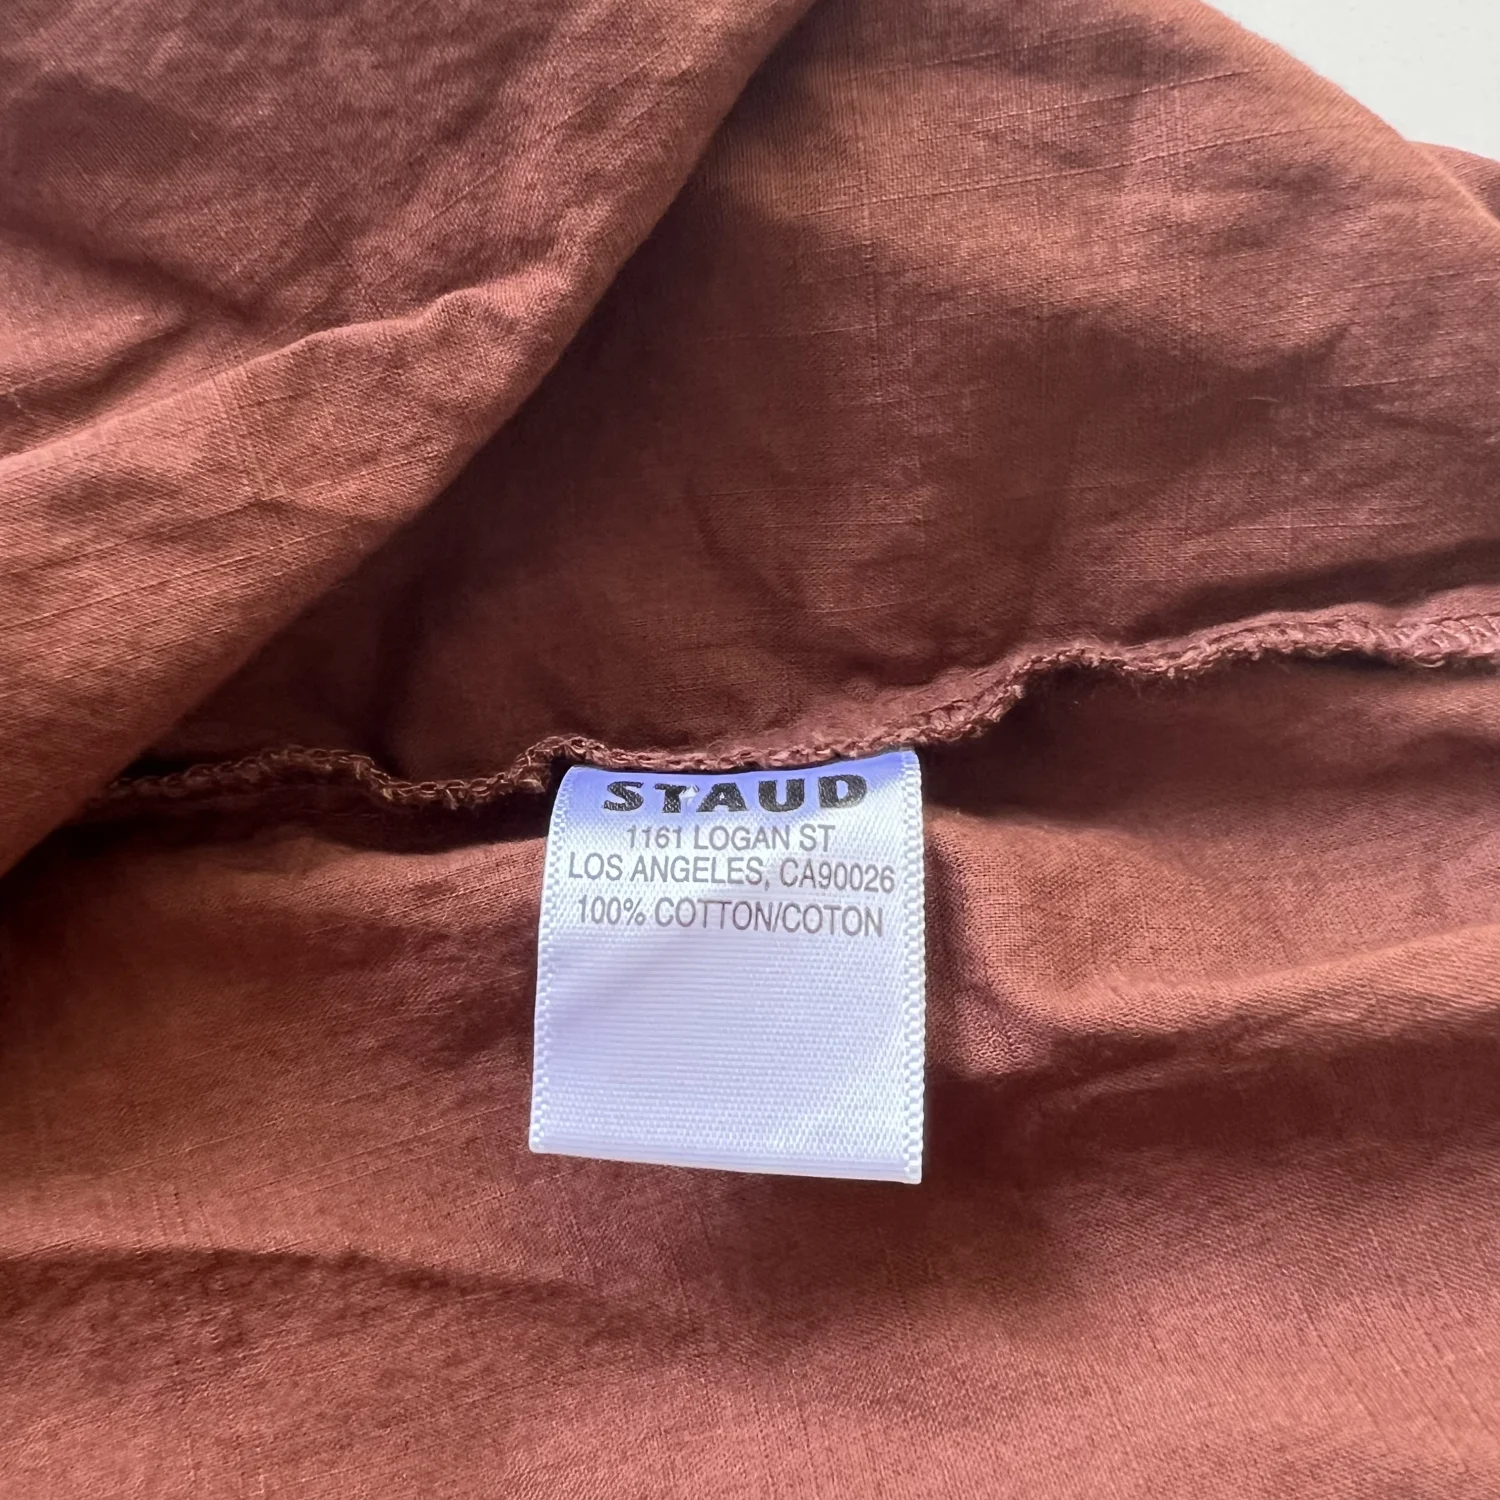 STAUD
1161 LOGAN ST
LOS ANGELES, CA90026
100% COTTON/COTON